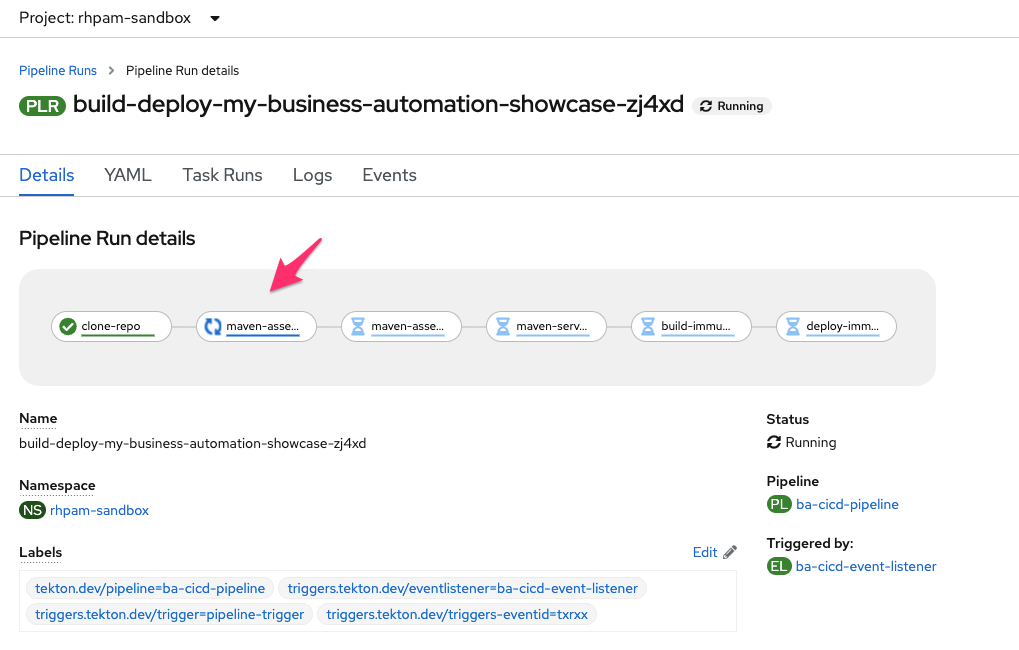 Project: rhpam-sandbox
Pipeline Runs > Pipeline Run details
PLR build-deploy-my-business-automation-showcase-zj4xd Running
Details YAML Task Runs Logs Events
Pipeline Run details
clone-repo maven-asse... maven-asse... maven-serv... build-immu... deploy-imm...
Name
build-deploy-my-business-automation-showcase-zj4xd
Namespace
NS rhpam-sandbox
Labels Edit
tekton.dev/pipeline=ba-cicd-pipeline triggers.tekton.dev/eventlistener=ba-cicd-event-listener
triggers.tekton.dev/trigger=pipeline-trigger triggers.tekton.dev/triggers-eventid=txrxx
Status
Running
Pipeline
PL ba-cicd-pipeline
Triggered by:
EL ba-cicd-event-listener